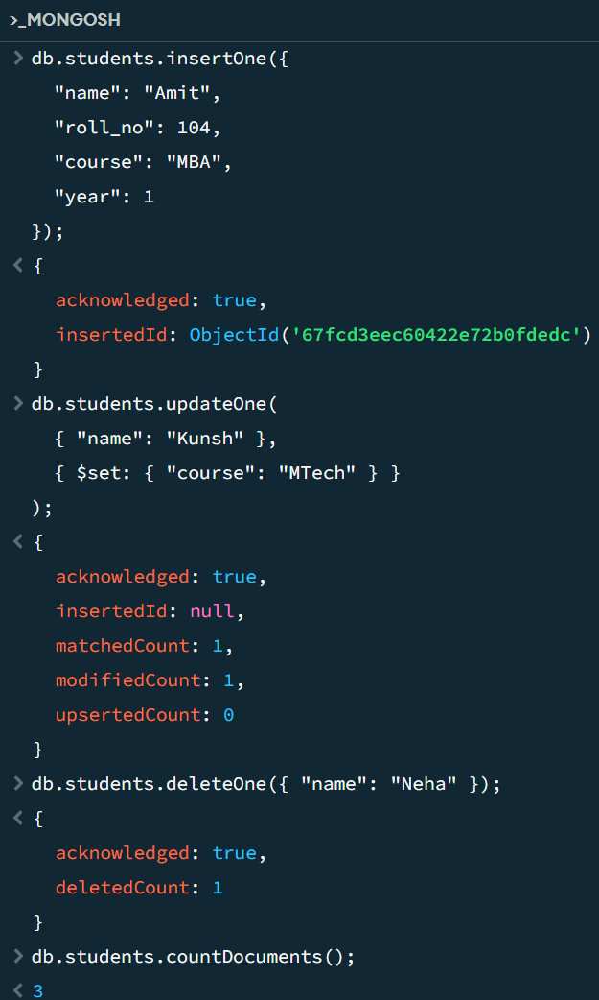 >_MONGOSH
> db.students.insertOne({
"name": "Amit",
"roll_no": 104,
"course": "MBA",
"year": 1
});
< {
acknowledged: true,
insertedId: ObjectId('67fcd3eec60422e72b0fdedc')
}
> db.students.updateOne(
{ "name": "Kunsh" },
{ $set: { "course": "MTech" } }
);
< {
acknowledged: true,
insertedId: null,
matchedCount: 1,
modifiedCount: 1,
upsertedCount: 0
}
> db.students.deleteOne({ "name": "Neha" });
< {
acknowledged: true,
deletedCount: 1
}
> db.students.countDocuments();
< 3